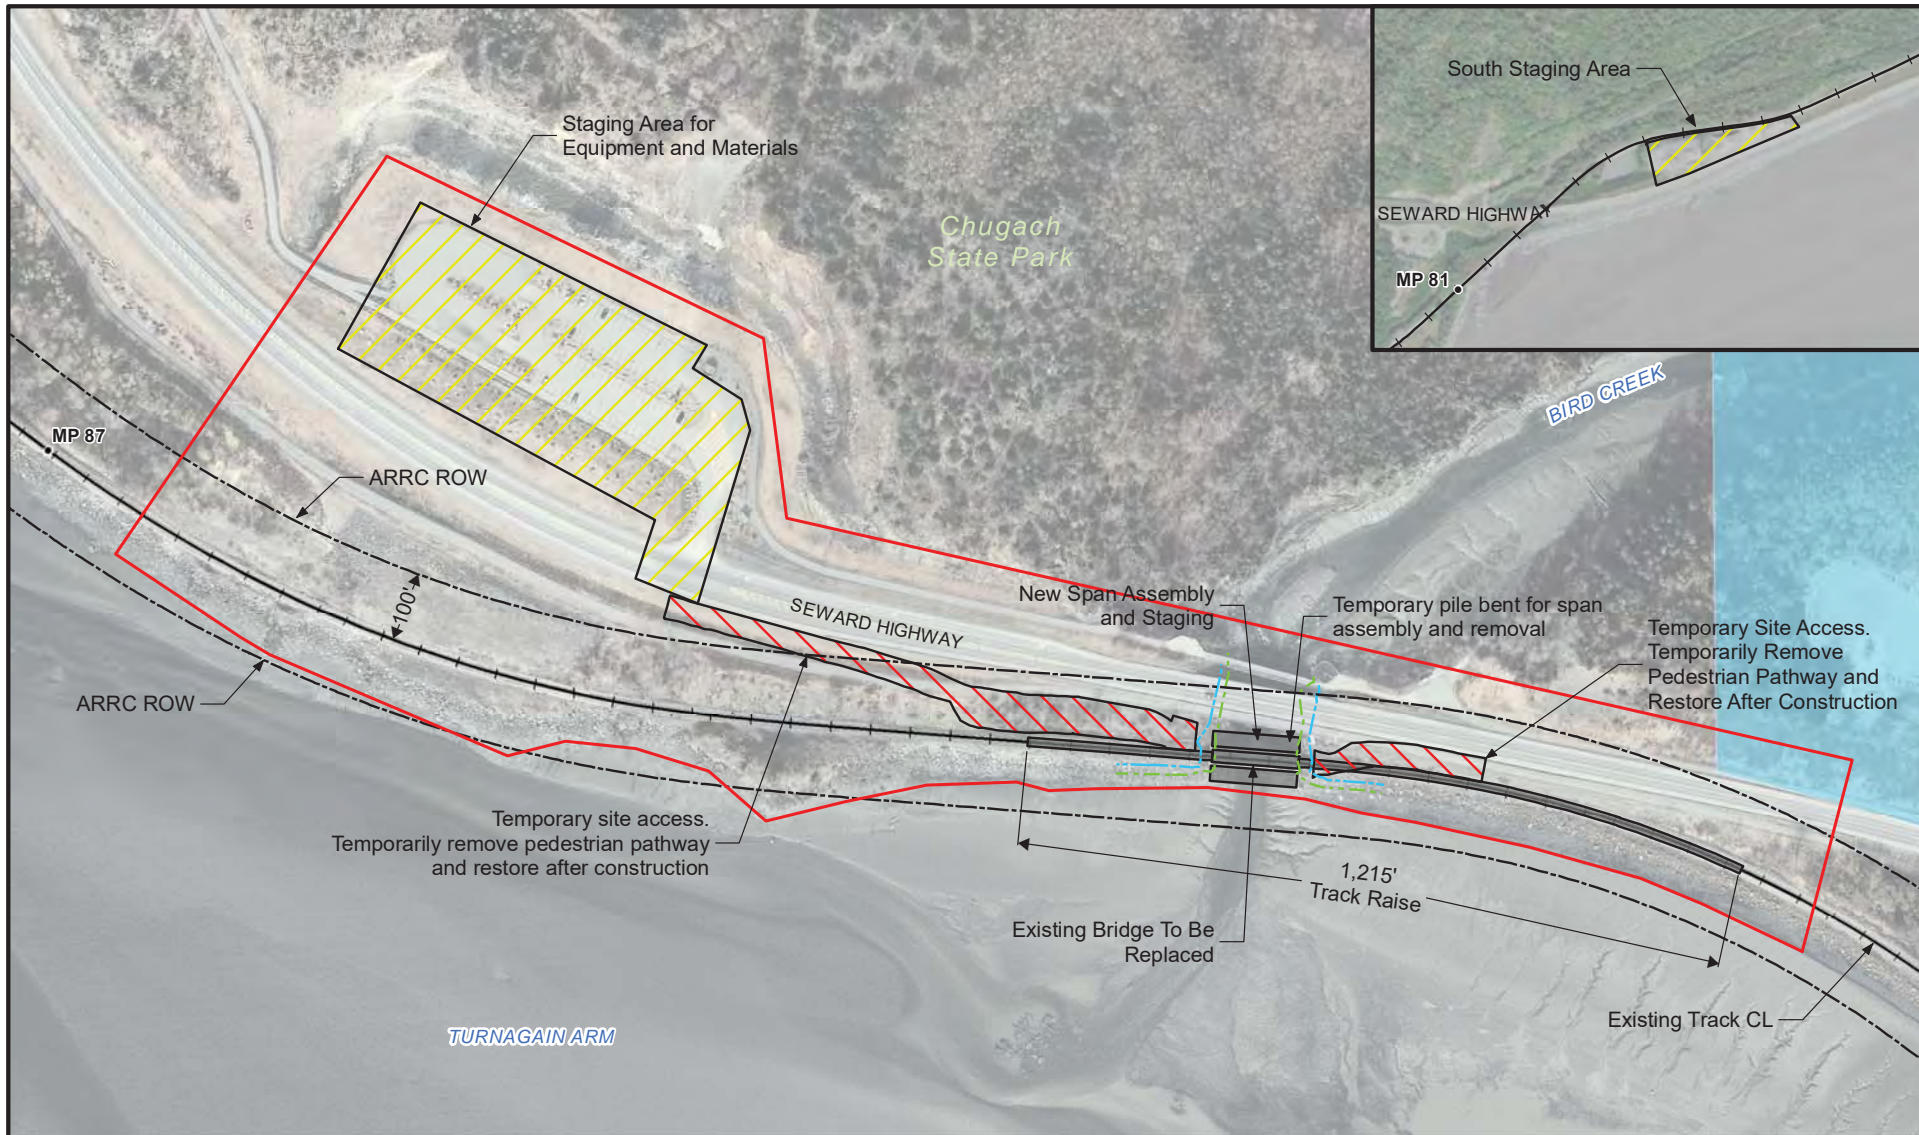 South Staging Area
SEWARD HIGHWAY
MP 81
Staging Area for
Equipment and Materials
Chugach
State Park
BIRD CREEK
MP 87
ARRC ROW
100'
ARRC ROW
SEWARD HIGHWAY
New Span Assembly
and Staging
Temporary pile bent for span
assembly and removal
Temporary Site Access.
Temporarily Remove
Pedestrian Pathway and
Restore After Construction
Temporary site access.
Temporarily remove pedestrian pathway
and restore after construction
1,215'
Track Raise
Existing Bridge To Be
Replaced
Existing Track CL
TURNAGAIN ARM